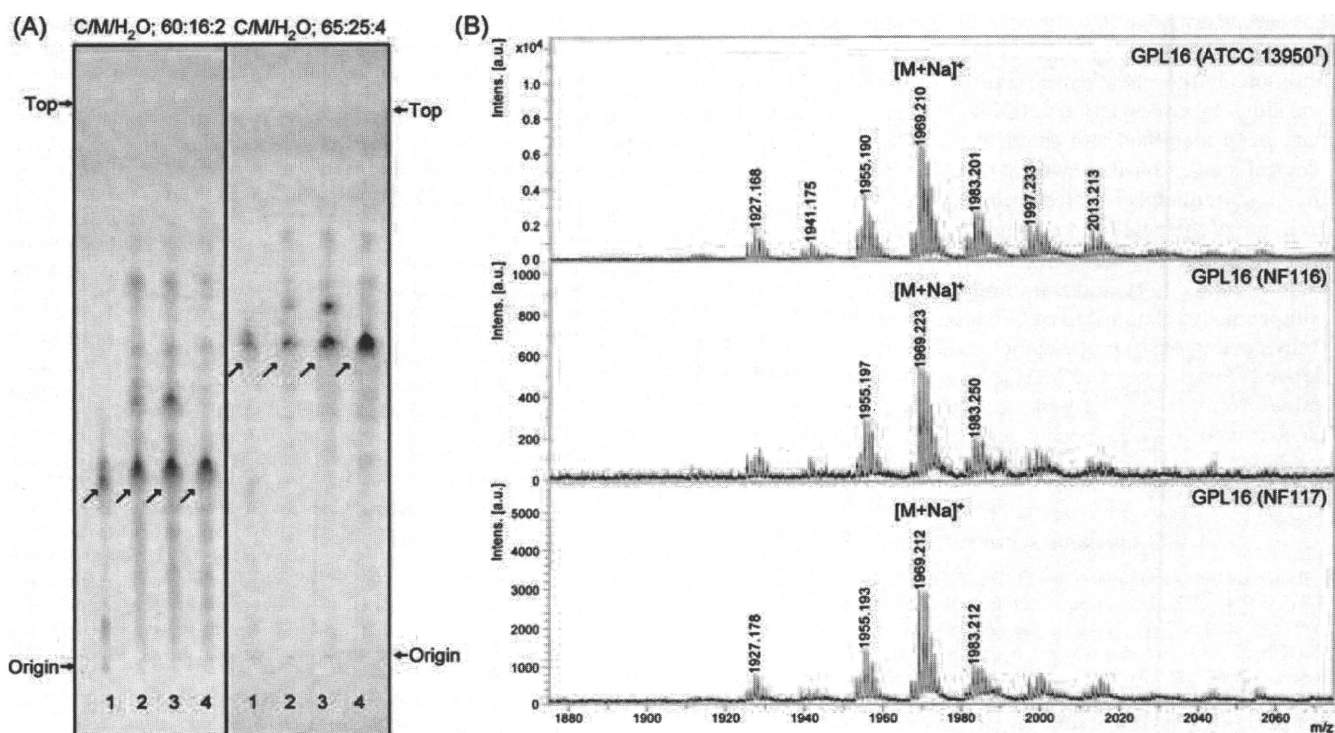 (A) C/M/H₂O; 60:16:2 C/M/H₂O; 65:25:4
Top Top
Origin Origin
1 2 3 4 1 2 3 4
(B)
×10⁴
Intens. [a.u.]
GPL16 (ATCC 13950ᵀ)
[M+Na]⁺
1.0
0.8
0.6
0.4
0.2
0.0
1927.168
1941.175
1955.190
1969.210
1983.201
1997.233
2013.213
Intens. [a.u.]
GPL16 (NF116)
[M+Na]⁺
1000
800
600
400
200
0
1955.197
1969.223
1983.250
Intens. [a.u.]
GPL16 (NF117)
[M+Na]⁺
5000
4000
3000
2000
1000
0
1927.178
1955.193
1969.212
1983.212
1880 1900 1920 1940 1960 1980 2000 2020 2040 2060 m/z